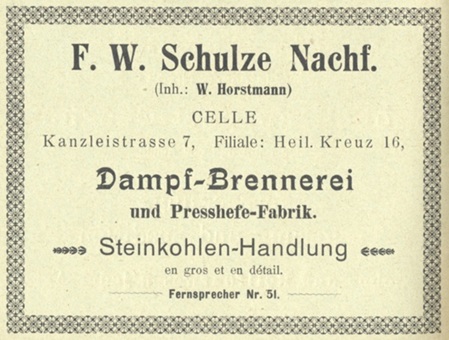 F. W. Schulze Nachf.
(Inh.: W. Horstmann)
CELLE
Kanzleistrasse 7, Filiale: Heil. Kreuz 16,
Dampf-Brennerei
und Presshefe-Fabrik.
Steinkohlen-Handlung
en gros et en détail.
Fernsprecher Nr. 51.